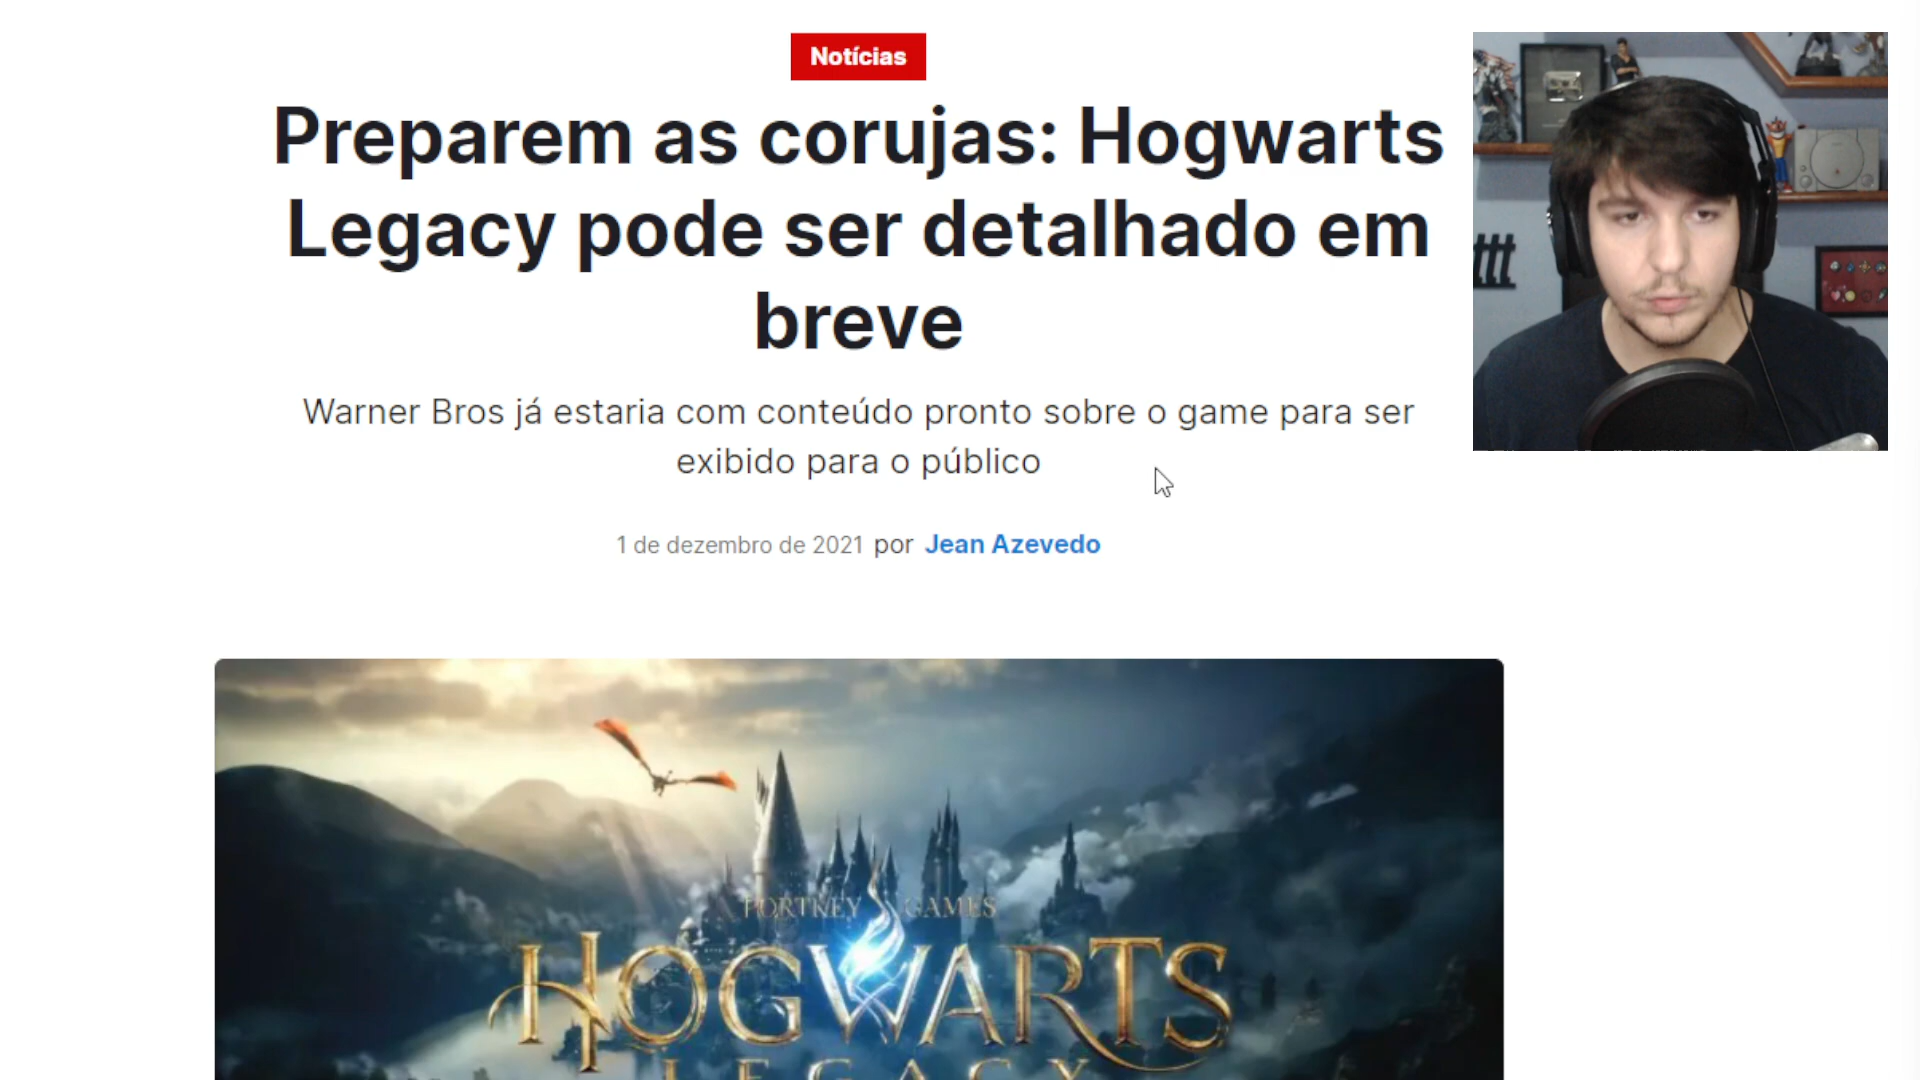 Notícias
Preparem as corujas: Hogwarts
Legacy pode ser detalhado em
breve
Warner Bros já estaria com conteúdo pronto sobre o game para ser
exibido para o público
1 de dezembro de 2021 por Jean Azevedo
PORTKEY GAMES
HOGWARTS
LEGACY